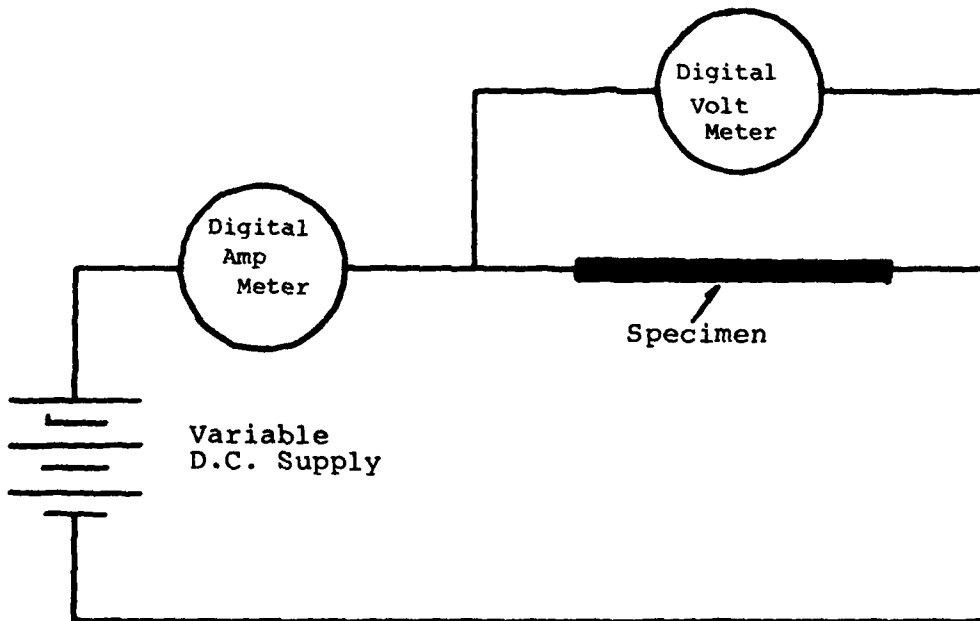 Digital
Volt
Meter
Digital
Amp
Meter
Specimen
Variable
D.C. Supply